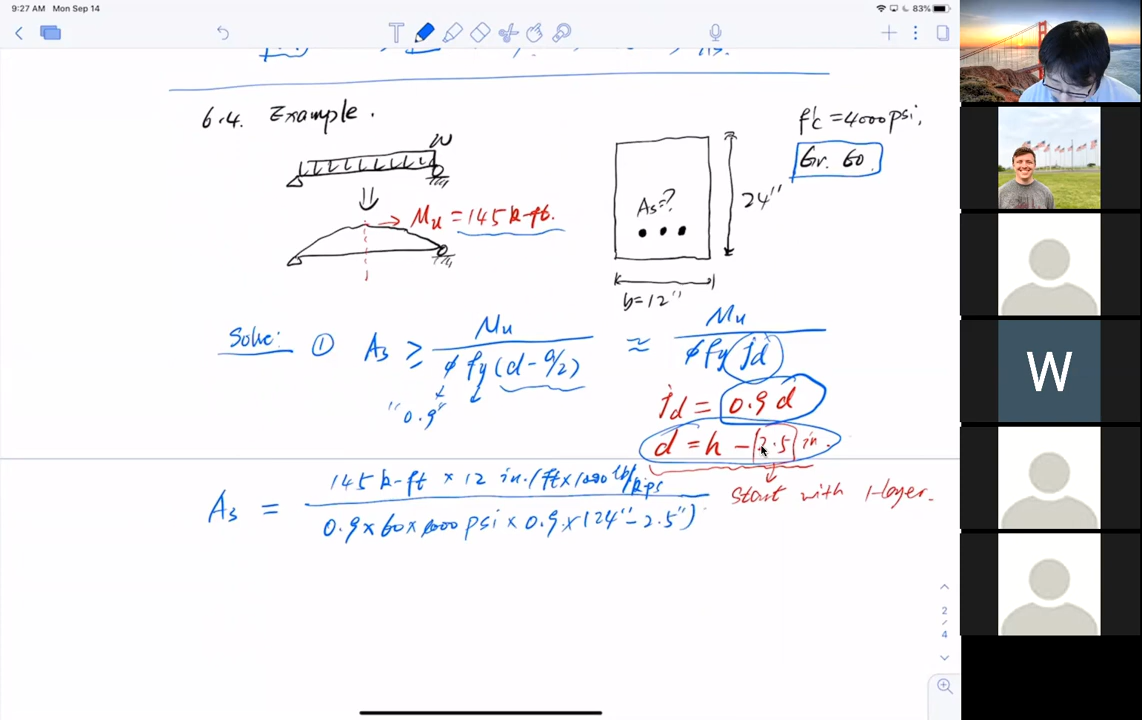 9:27 AM Mon Sep 14
83%
6.4. Example.
f'c = 4000 psi,
Gr. 60
w
As=?
24"
Mu = 145 k-ft.
b=12"
Solve: ① As ≥ Mu / ϕ fy (d - a/2) ≈ Mu / ϕ fy (jd)
"0.9"
jd = 0.9 d
d = h - 2.5 in.
start with 1-layer.
As = 145 k-ft × 12 in./ft × 1000 lb/kips / 0.9 × 60 × 1000 psi × 0.9 × (24" - 2.5")
W
2
/
4